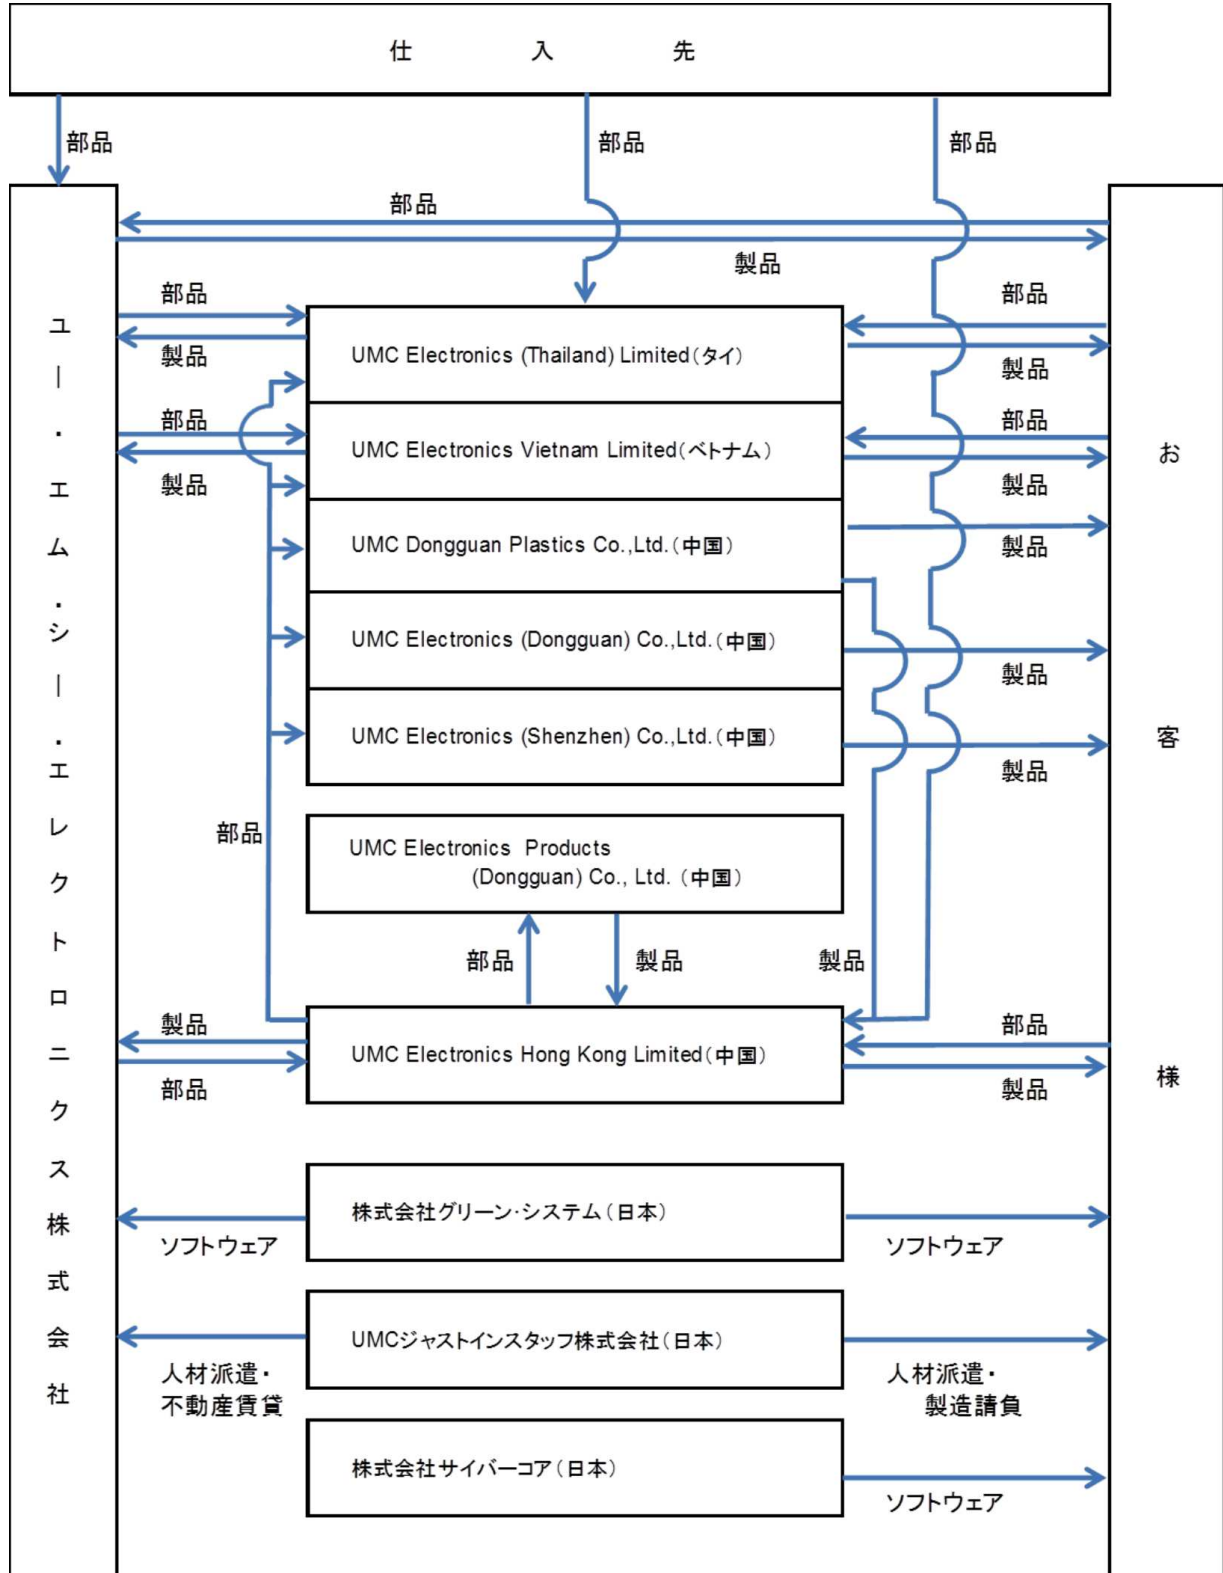 仕入先
部品
部品
部品
部品
製品
ユー・エム・シー・エレクトロニクス株式会社
お客様
部品
製品
UMC Electronics (Thailand) Limited(タイ)
部品
製品
部品
製品
UMC Electronics Vietnam Limited(ベトナム)
部品
製品
UMC Dongguan Plastics Co.,Ltd.(中国)
製品
UMC Electronics (Dongguan) Co.,Ltd.(中国)
製品
UMC Electronics (Shenzhen) Co.,Ltd.(中国)
製品
部品
UMC Electronics Products
(Dongguan) Co., Ltd. (中国)
部品
製品
製品
製品
部品
UMC Electronics Hong Kong Limited(中国)
部品
製品
株式会社グリーン・システム(日本)
ソフトウェア
ソフトウェア
UMCジャストインスタッフ株式会社(日本)
人材派遣・
不動産賃貸
人材派遣・
製造請負
株式会社サイバーコア(日本)
ソフトウェア